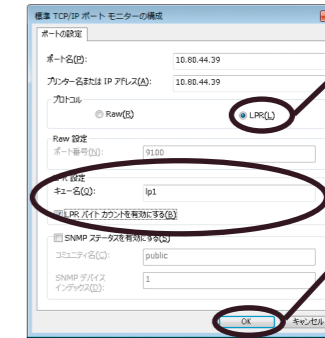 標準 TCP/IP ポート モニターの構成
ポートの設定
ポート名(P): 10.80.44.39
プリンター名または IP アドレス(A): 10.80.44.39
プロトコル
Raw(R) LPR(L)
Raw 設定
ポート番号(N): 9100
LPR 設定
キュー名(Q): lp1
LPR バイト カウントを有効にする(B)
SNMP ステータスを有効にする(S)
コミュニティ名(C): public
SNMP デバイス
インデックス(D): 1
OK キャンセル